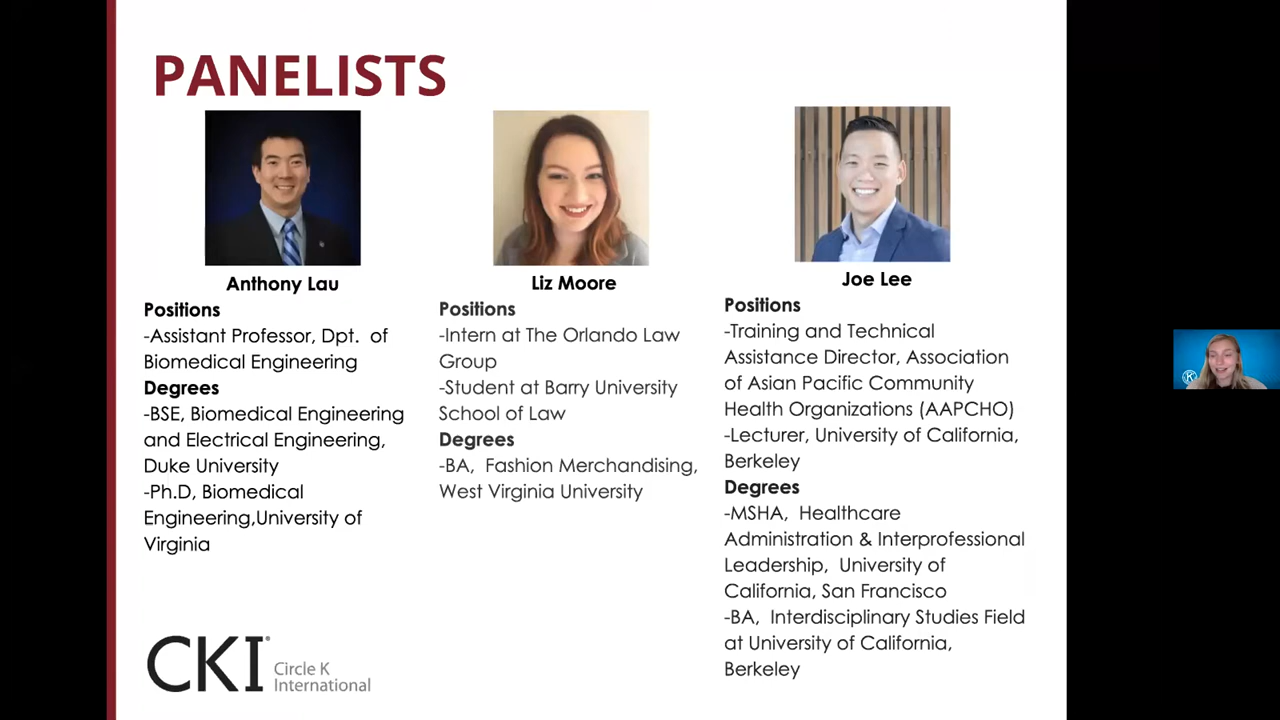 PANELISTS
Anthony Lau
Positions
-Assistant Professor, Dpt. of
Biomedical Engineering
Degrees
-BSE, Biomedical Engineering
and Electrical Engineering,
Duke University
-Ph.D, Biomedical
Engineering,University of
Virginia
Liz Moore
Positions
-Intern at The Orlando Law
Group
-Student at Barry University
School of Law
Degrees
-BA, Fashion Merchandising,
West Virginia University
Joe Lee
Positions
-Training and Technical
Assistance Director, Association
of Asian Pacific Community
Health Organizations (AAPCHO)
-Lecturer, University of California,
Berkeley
Degrees
-MSHA, Healthcare
Administration & Interprofessional
Leadership, University of
California, San Francisco
-BA, Interdisciplinary Studies Field
at University of California,
Berkeley
CKI®
Circle K
International
K